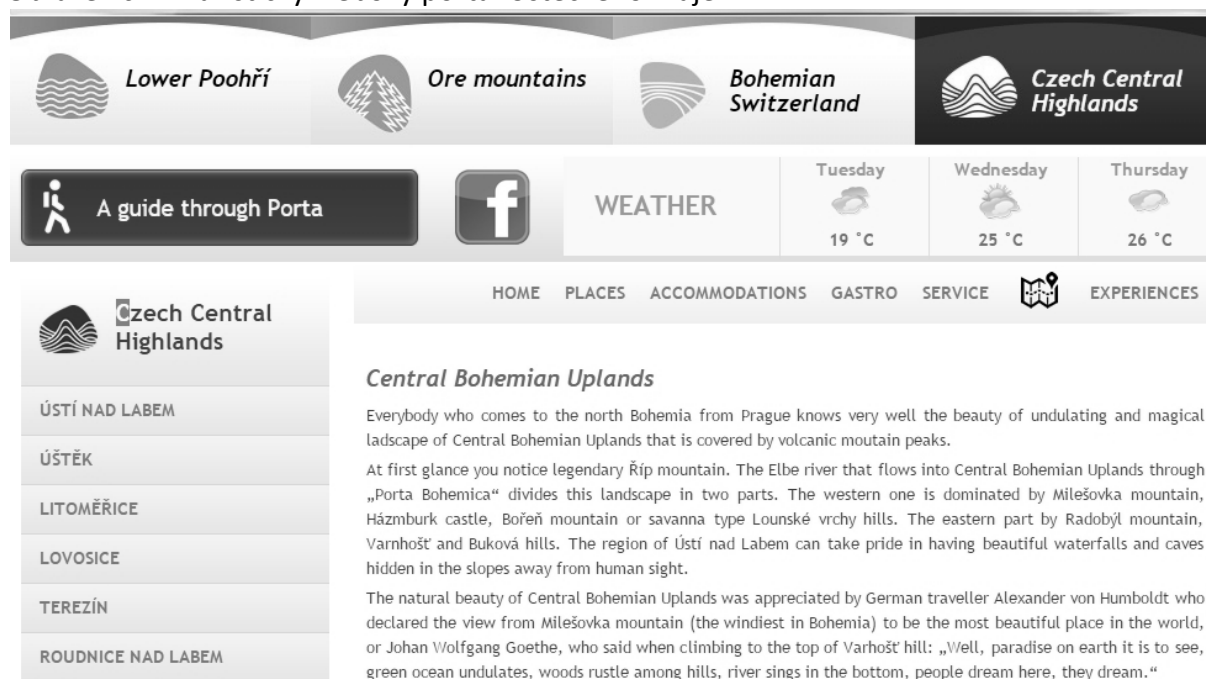 Lower Poohří
Ore mountains
Bohemian
Switzerland
Czech Central
Highlands
A guide through Porta
f
WEATHER
Tuesday
19 °C
Wednesday
25 °C
Thursday
26 °C
HOME PLACES ACCOMMODATIONS GASTRO SERVICE EXPERIENCES
Czech Central
Highlands
ÚSTÍ NAD LABEM
ÚŠTĚK
LITOMĚŘICE
LOVOSICE
TEREZÍN
ROUDNICE NAD LABEM
Central Bohemian Uplands
Everybody who comes to the north Bohemia from Prague knows very well the beauty of undulating and magical
ladscape of Central Bohemian Uplands that is covered by volcanic moutain peaks.
At first glance you notice legendary Říp mountain. The Elbe river that flows into Central Bohemian Uplands through
„Porta Bohemica“ divides this landscape in two parts. The western one is dominated by Milešovka mountain,
Házmburk castle, Bořeň mountain or savanna type Lounské vrchy hills. The eastern part by Radobýl mountain,
Varnhošť and Buková hills. The region of Ústí nad Labem can take pride in having beautiful waterfalls and caves
hidden in the slopes away from human sight.
The natural beauty of Central Bohemian Uplands was appreciated by German traveller Alexander von Humboldt who
declared the view from Milešovka mountain (the windiest in Bohemia) to be the most beautiful place in the world,
or Johan Wolfgang Goethe, who said when climbing to the top of Varhošť hill: „Well, paradise on earth it is to see,
green ocean undulates, woods rustle among hills, river sings in the bottom, people dream here, they dream.“